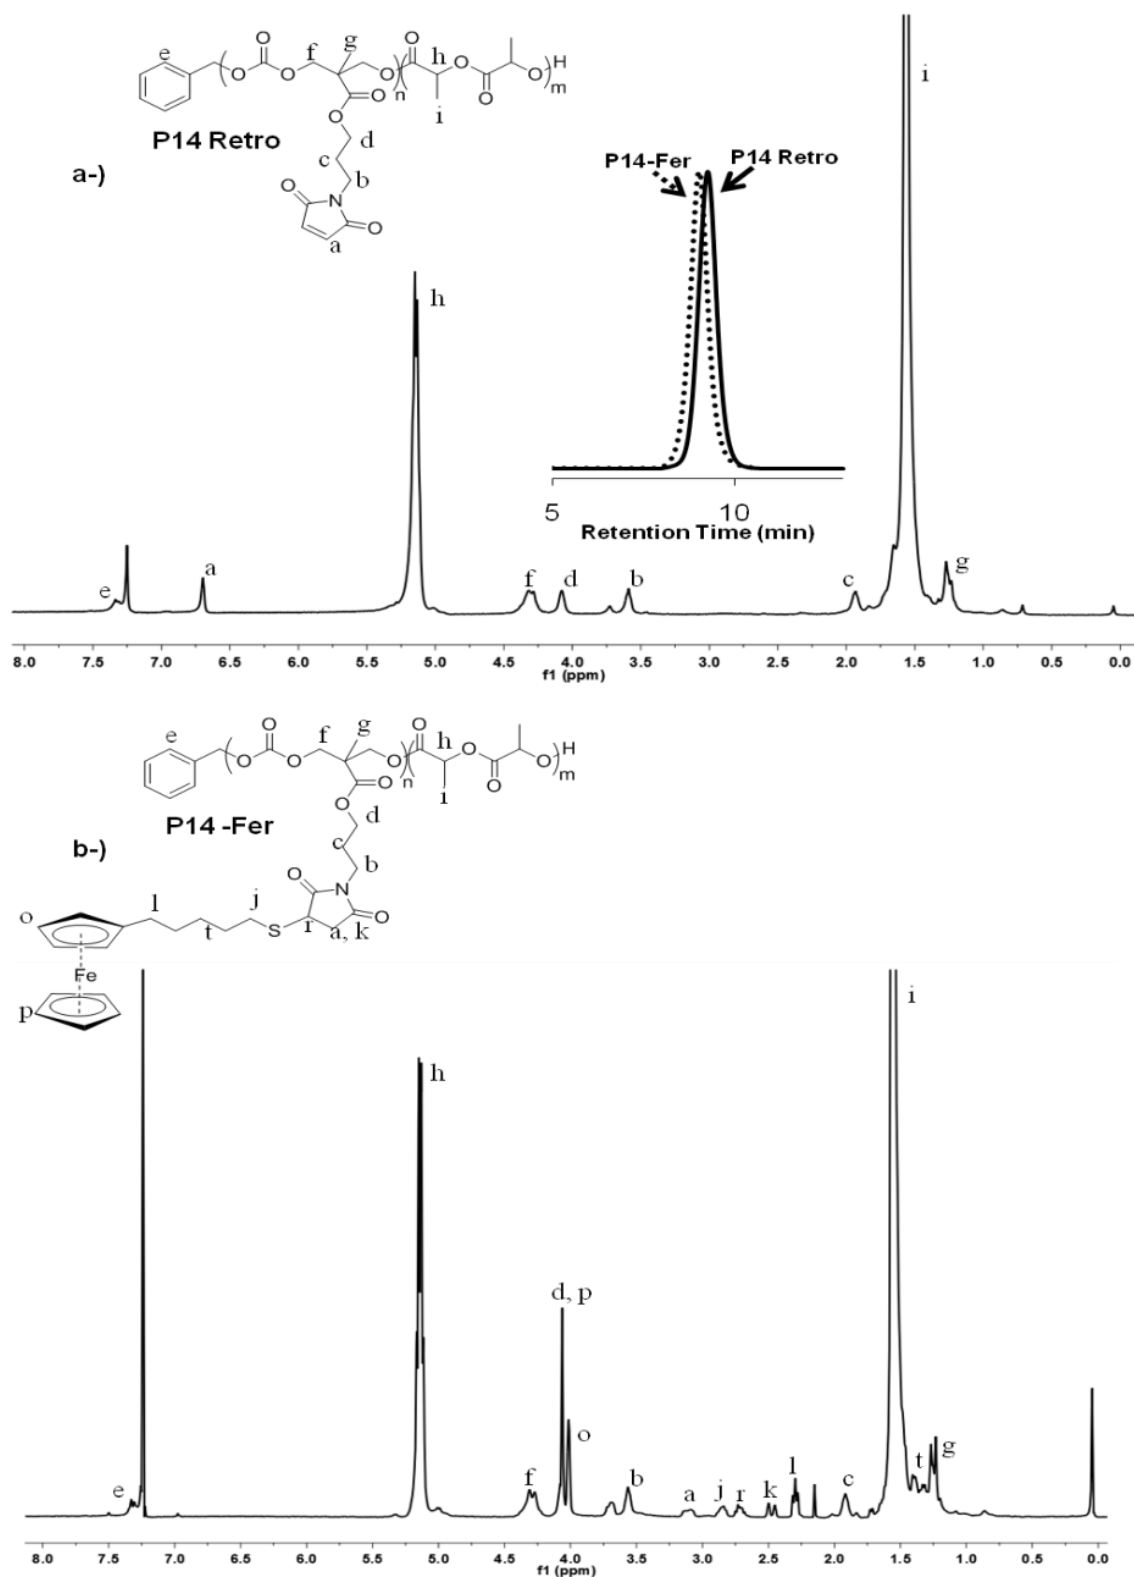 O
e f g O h O H
O O O O n O O m
O O
O
P14 Retro d
c
a-) b
O N
O
a
P14-Fer P14 Retro
i
h
5 10
Retention Time (min)
e a f d b c g
8.0 7.5 7.0 6.5 6.0 5.5 5.0 4.5 4.0 3.5 3.0 2.5 2.0 1.5 1.0 0.5 0.0
f1 (ppm)
O
e f g O h O H
O O O O n O O m
O i
O
P14 -Fer d
c
b-) b
O N
l j O
o t S r a, k
Fe
p
i
h
d, p
o
e f b a j r k l c t g
8.0 7.5 7.0 6.5 6.0 5.5 5.0 4.5 4.0 3.5 3.0 2.5 2.0 1.5 1.0 0.5 0.0
f1 (ppm)